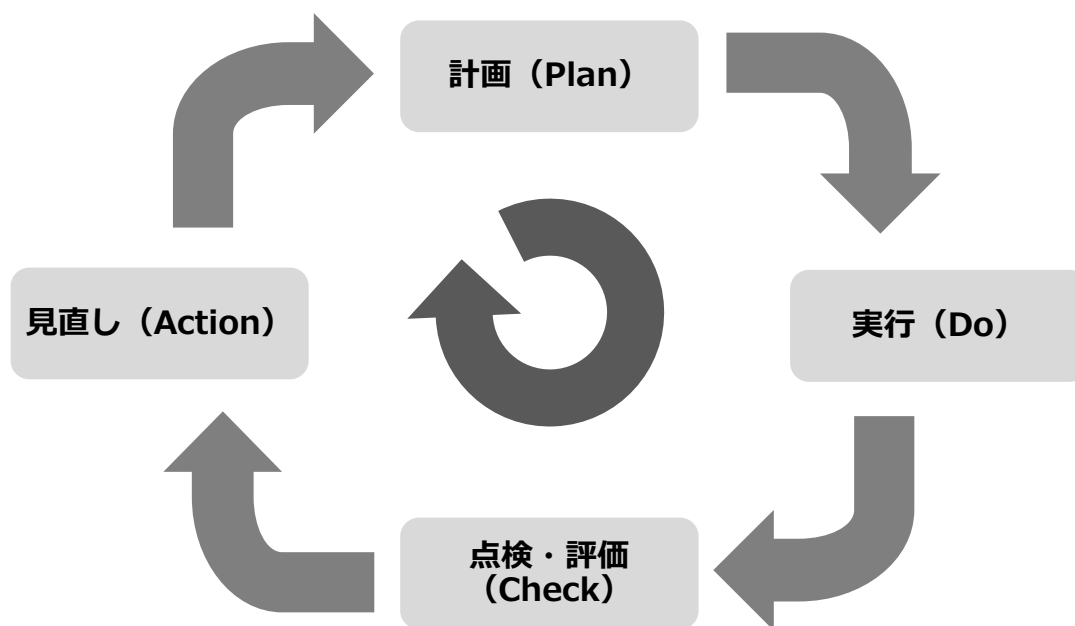 計画（Plan）
実行（Do）
点検・評価
（Check）
見直し（Action）